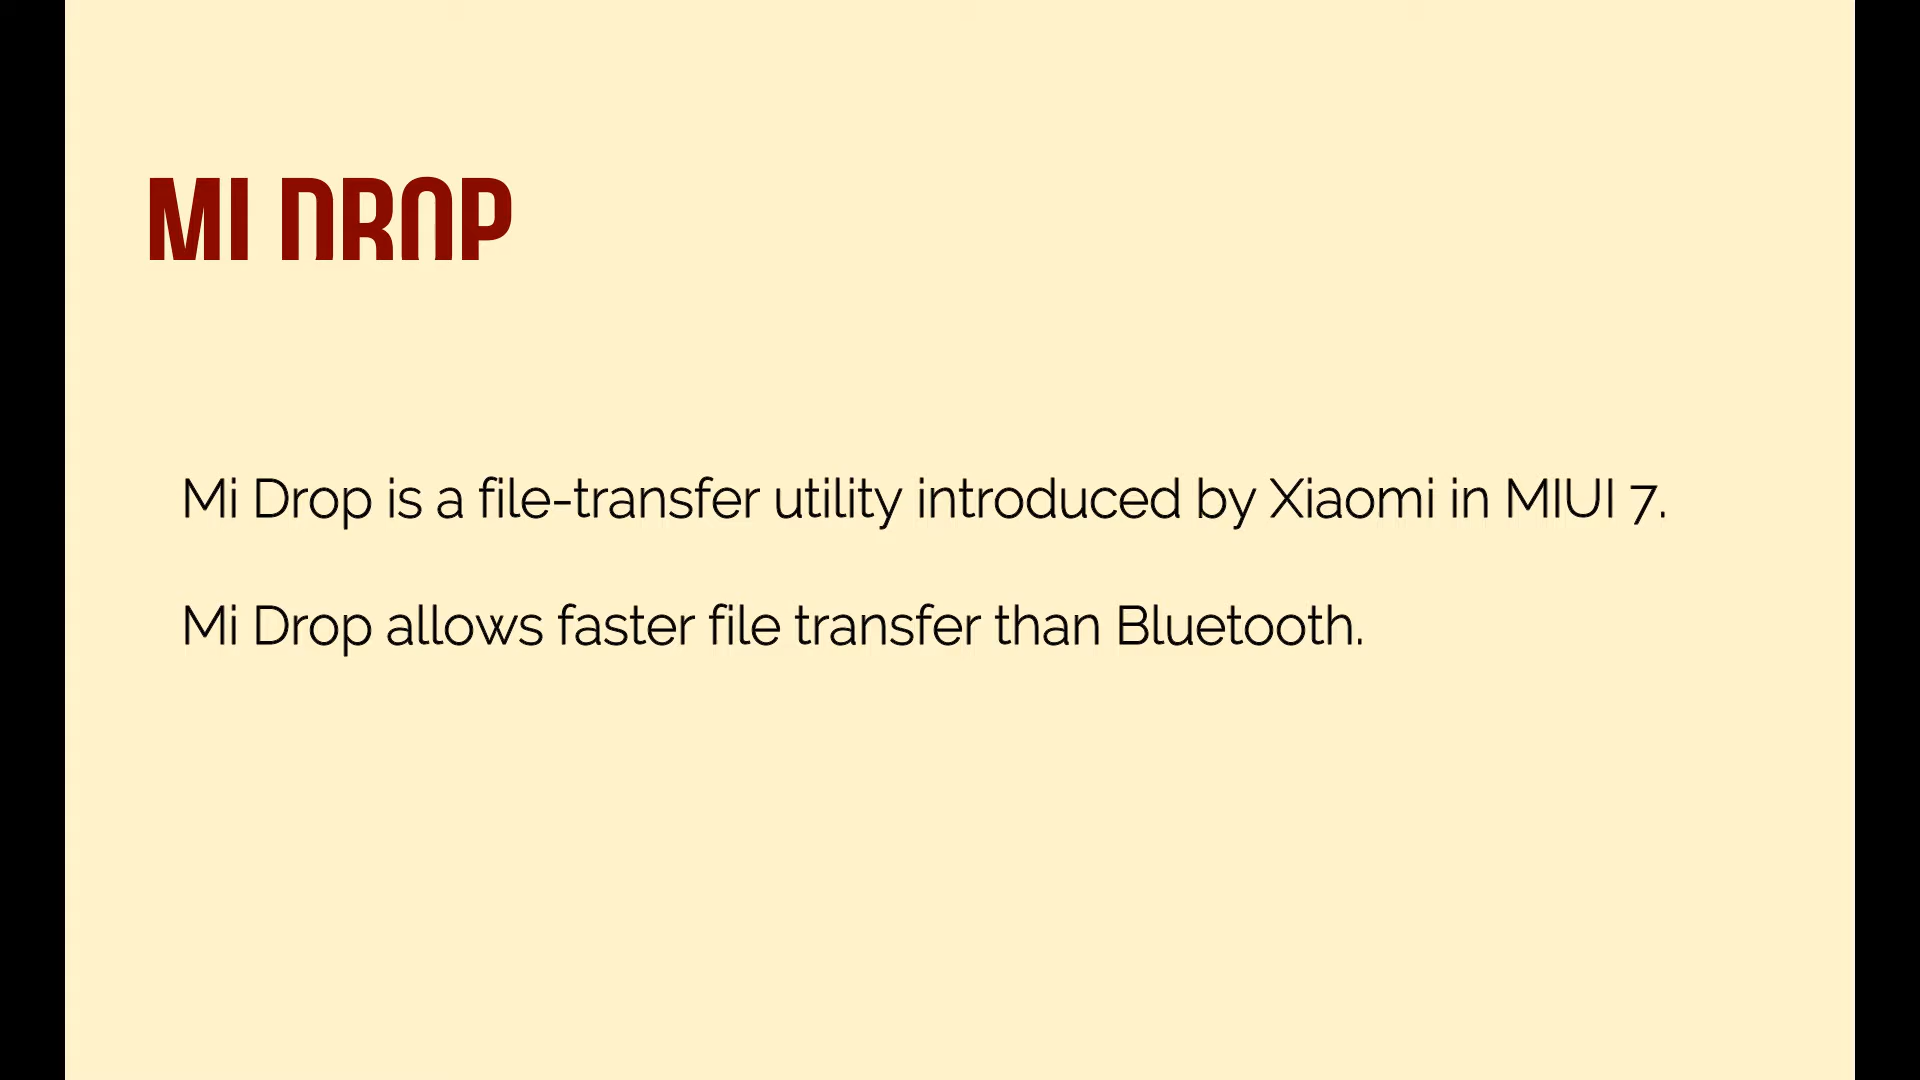 MI DROP
Mi Drop is a file-transfer utility introduced by Xiaomi in MIUI 7.
Mi Drop allows faster file transfer than Bluetooth.